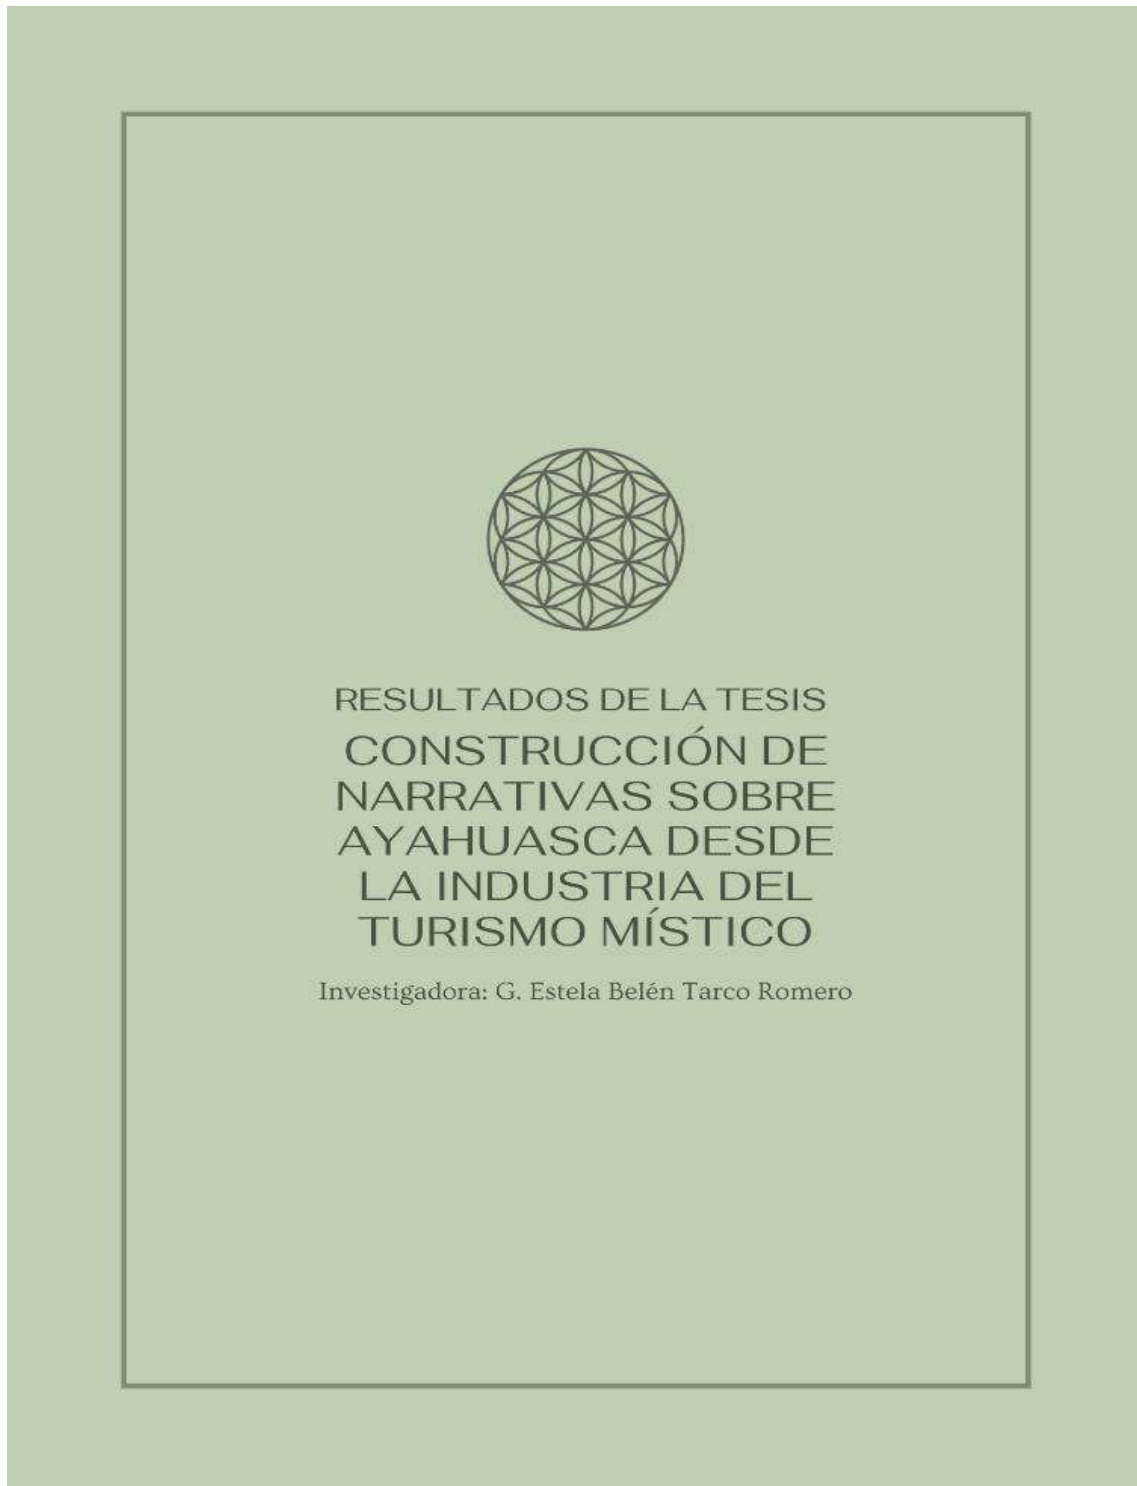 RESULTADOS DE LA TESIS
CONSTRUCCIÓN DE
NARRATIVAS SOBRE
AYAHUASCA DESDE
LA INDUSTRIA DEL
TURISMO MÍSTICO
Investigadora: G. Estela Belén Tarco Romero